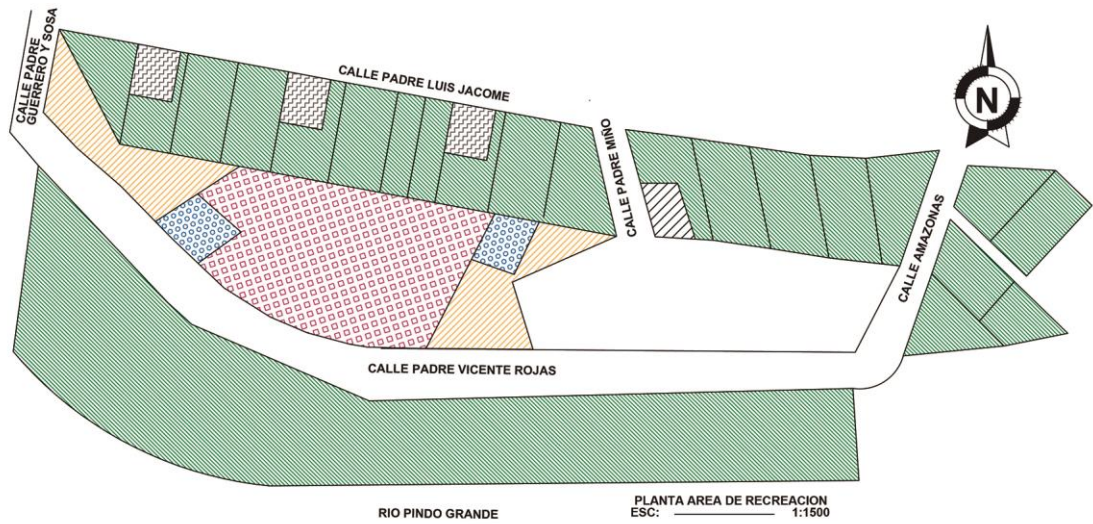 CALLE PADRE
GUERRERO Y SOSA
CALLE PADRE LUIS JACOME
N
CALLE PADRE MIÑO
CALLE AMAZONAS
CALLE PADRE VICENTE ROJAS
PLANTA AREA DE RECREACION
ESC: 1:1500
RIO PINDO GRANDE